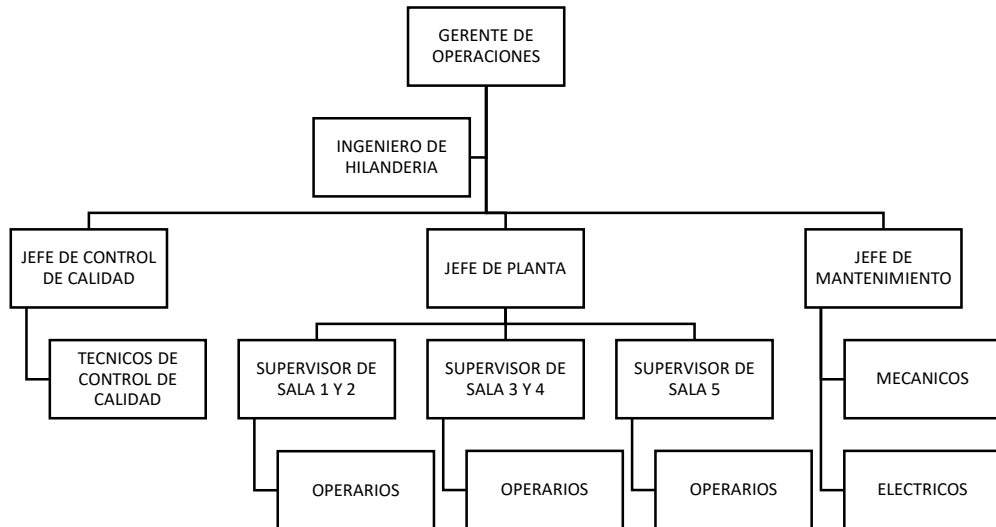 GERENTE DE
OPERACIONES
INGENIERO DE
HILANDERIA
JEFE DE CONTROL
DE CALIDAD
JEFE DE PLANTA
JEFE DE
MANTENIMIENTO
TECNICOS DE
CONTROL DE
CALIDAD
SUPERVISOR DE
SALA 1 Y 2
SUPERVISOR DE
SALA 3 Y 4
SUPERVISOR DE
SALA 5
MECANICOS
OPERARIOS
OPERARIOS
OPERARIOS
ELECTRICOS